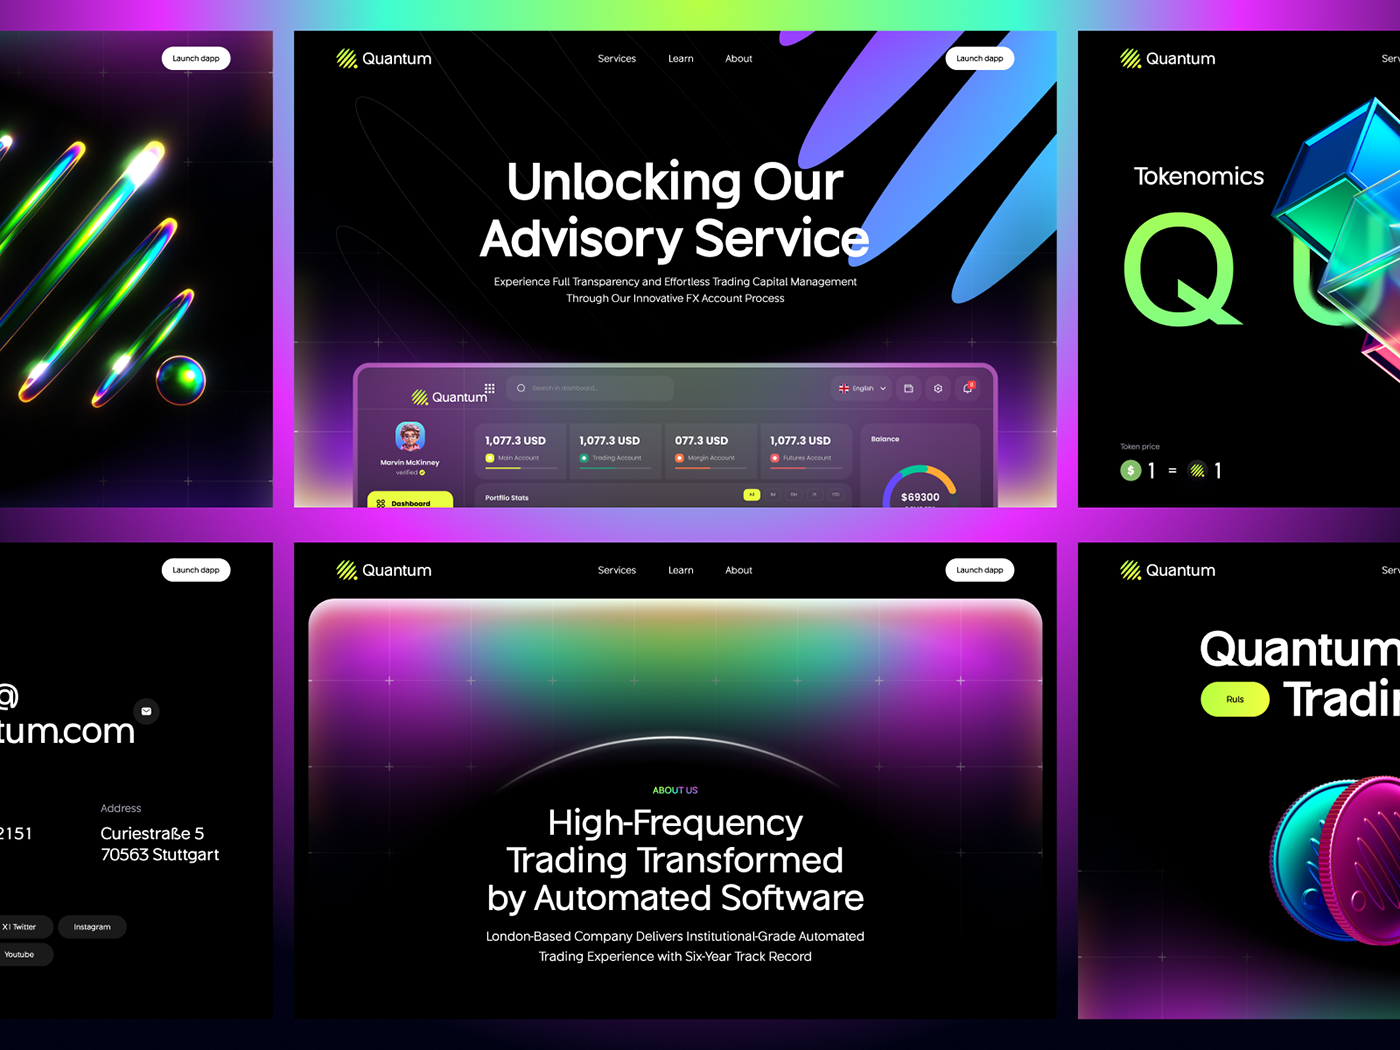 Launch dapp
Quantum
Services
Learn
About
Launch dapp
Unlocking Our
Advisory Service
Experience Full Transparency and Effortless Trading Capital Management
Through Our Innovative FX Account Process
Quantum
Search in dashboard...
English
Marvin McKinney
verified
Dashboard
1,077.3 USD
Main Account
1,077.3 USD
Trading Account
077.3 USD
Margin Account
1,077.3 USD
Futures Account
Portflio Stats
Balance
$69300
Quantum
Serv
Tokenomics
Q U
Token price
$ 1 = 1
Launch dapp
@
tum.com
2151
Address
Curiestraße 5
70563 Stuttgart
X | Twitter
Instagram
Youtube
Quantum
Services
Learn
About
Launch dapp
ABOUT US
High-Frequency
Trading Transformed
by Automated Software
London-Based Company Delivers Institutional-Grade Automated
Trading Experience with Six-Year Track Record
Quantum
Serv
Quantum
Ruls
Tradin